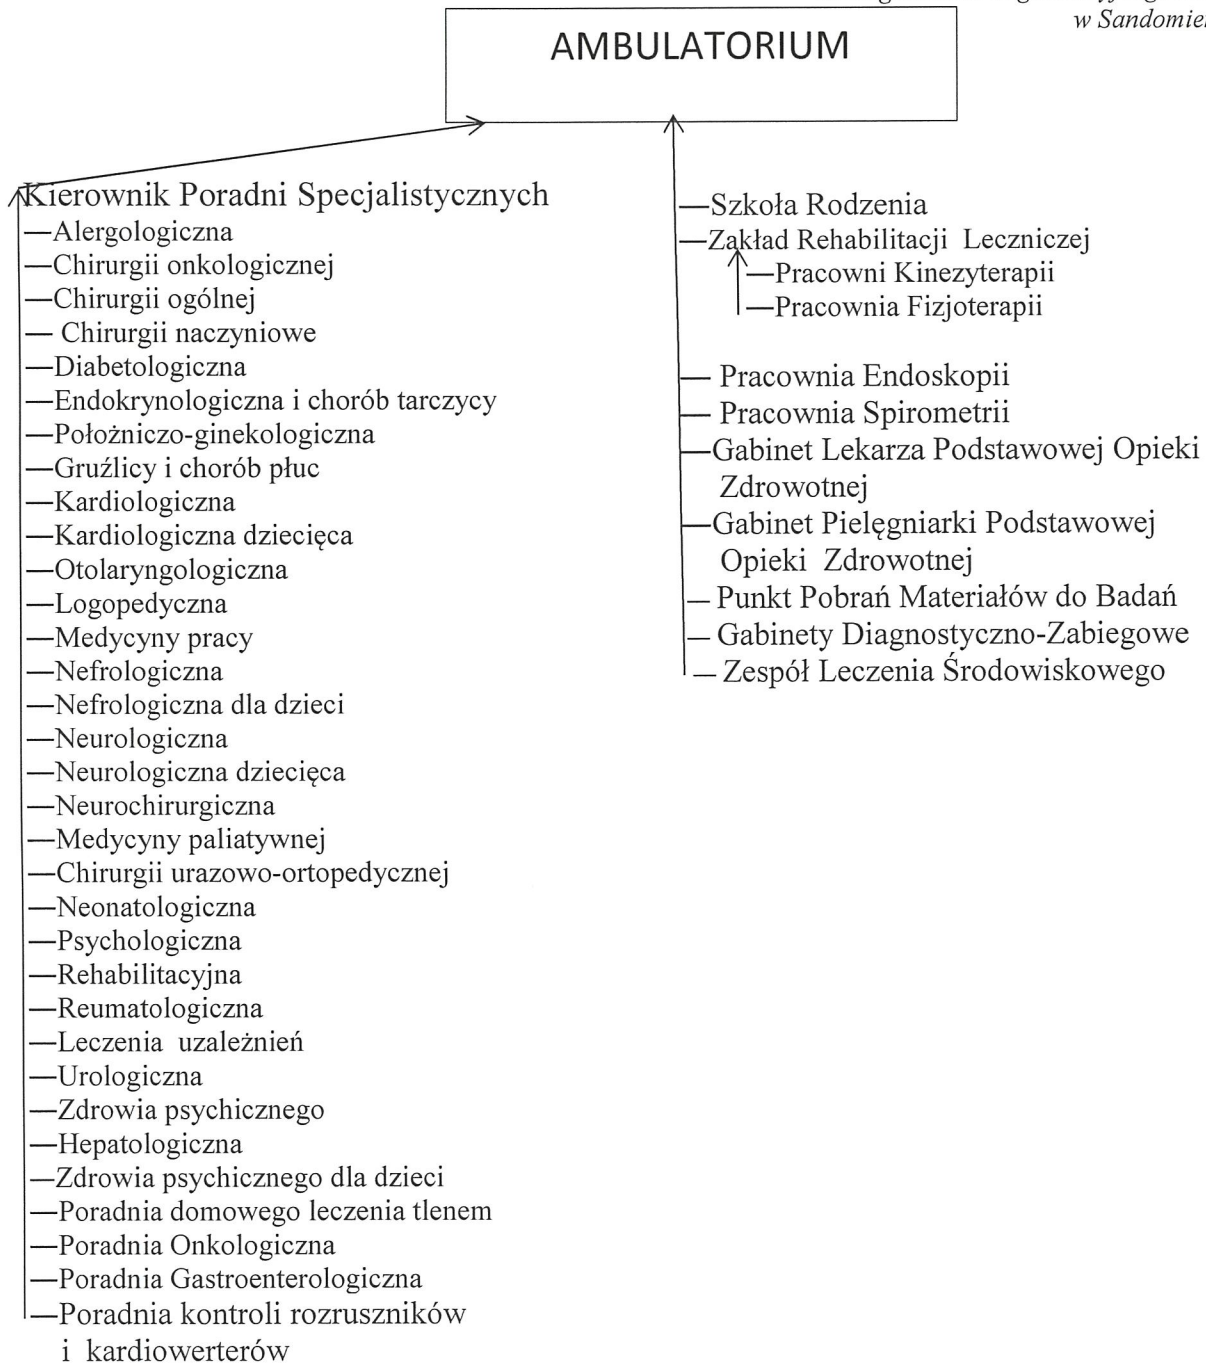 w Sandomie
AMBULATORIUM
Kierownik Poradni Specjalistycznych
—Alergologiczna
—Chirurgii onkologicznej
—Chirurgii ogólnej
— Chirurgii naczyniowe
—Diabetologiczna
—Endokrynologiczna i chorób tarczycy
—Położniczo-ginekologiczna
—Gruźlicy i chorób płuc
—Kardiologiczna
—Kardiologiczna dziecięca
—Otolaryngologiczna
—Logopedyczna
—Medycyny pracy
—Nefrologiczna
—Nefrologiczna dla dzieci
—Neurologiczna
—Neurologiczna dziecięca
—Neurochirurgiczna
—Medycyny paliatywnej
—Chirurgii urazowo-ortopedycznej
—Neonatologiczna
—Psychologiczna
—Rehabilitacyjna
—Reumatologiczna
—Leczenia uzależnień
—Urologiczna
—Zdrowia psychicznego
—Hepatologiczna
—Zdrowia psychicznego dla dzieci
—Poradnia domowego leczenia tlenem
—Poradnia Onkologiczna
—Poradnia Gastroenterologiczna
—Poradnia kontroli rozruszników
i kardiowerterów
—Szkoła Rodzenia
—Zakład Rehabilitacji Leczniczej
—Pracowni Kinezyterapii
—Pracownia Fizjoterapii
— Pracownia Endoskopii
— Pracownia Spirometrii
—Gabinet Lekarza Podstawowej Opieki
Zdrowotnej
—Gabinet Pielęgniarki Podstawowej
Opieki Zdrowotnej
— Punkt Pobrań Materiałów do Badań
— Gabinety Diagnostyczno-Zabiegowe
— Zespół Leczenia Środowiskowego